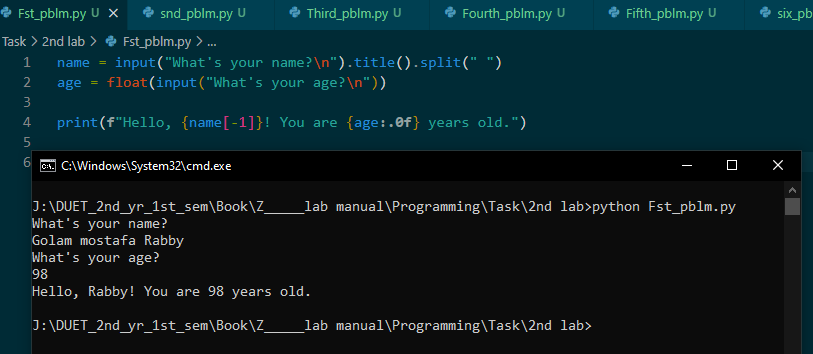 Fst_pblm.py U snd_pblm.py U Third_pblm.py U Fourth_pblm.py U Fifth_pblm.py U six_pb
Task > 2nd lab > Fst_pblm.py > ...
1 name = input("What's your name?\n").title().split(" ")
2 age = float(input("What's your age?\n"))
3
4 print(f"Hello, {name[-1]}! You are {age:.0f} years old.")
5
6
C:\Windows\System32\cmd.exe
J:\DUET_2nd_yr_1st_sem\Book\Z_____lab manual\Programming\Task\2nd lab>python Fst_pblm.py
What's your name?
Golam mostafa Rabby
What's your age?
98
Hello, Rabby! You are 98 years old.
J:\DUET_2nd_yr_1st_sem\Book\Z_____lab manual\Programming\Task\2nd lab>